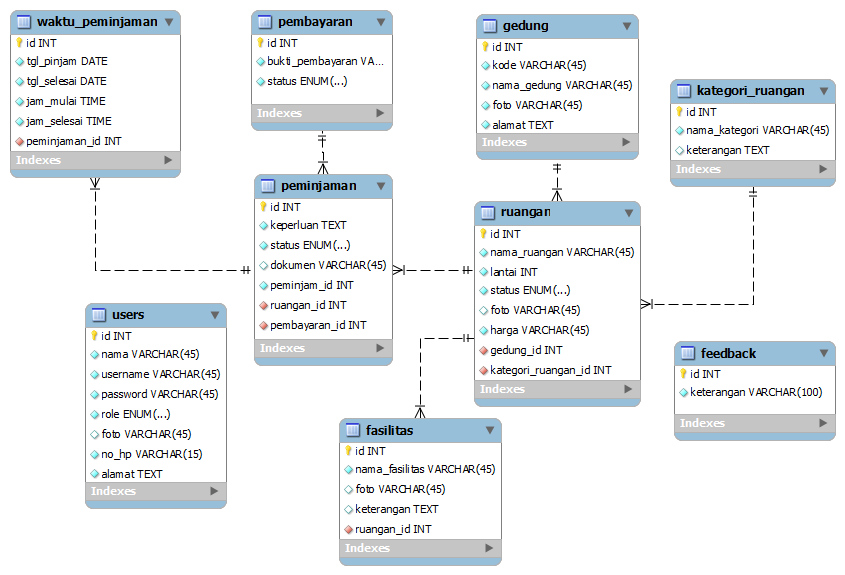 waktu_peminjaman
id INT
tgl_pinjam DATE
tgl_selesai DATE
jam_mulai TIME
jam_selesai TIME
peminjaman_id INT
Indexes
pembayaran
id INT
bukti_pembayaran VA...
status ENUM(...)
Indexes
gedung
id INT
kode VARCHAR(45)
nama_gedung VARCHAR(45)
foto VARCHAR(45)
alamat TEXT
Indexes
kategori_ruangan
id INT
nama_kategori VARCHAR(45)
keterangan TEXT
Indexes
peminjaman
id INT
keperluan TEXT
status ENUM(...)
dokumen VARCHAR(45)
peminjam_id INT
ruangan_id INT
pembayaran_id INT
Indexes
ruangan
id INT
nama_ruangan VARCHAR(45)
lantai INT
status ENUM(...)
foto VARCHAR(45)
harga VARCHAR(45)
gedung_id INT
kategori_ruangan_id INT
Indexes
users
id INT
nama VARCHAR(45)
username VARCHAR(45)
password VARCHAR(45)
role ENUM(...)
foto VARCHAR(45)
no_hp VARCHAR(15)
alamat TEXT
Indexes
feedback
id INT
keterangan VARCHAR(100)
Indexes
fasilitas
id INT
nama_fasilitas VARCHAR(45)
foto VARCHAR(45)
keterangan TEXT
ruangan_id INT
Indexes